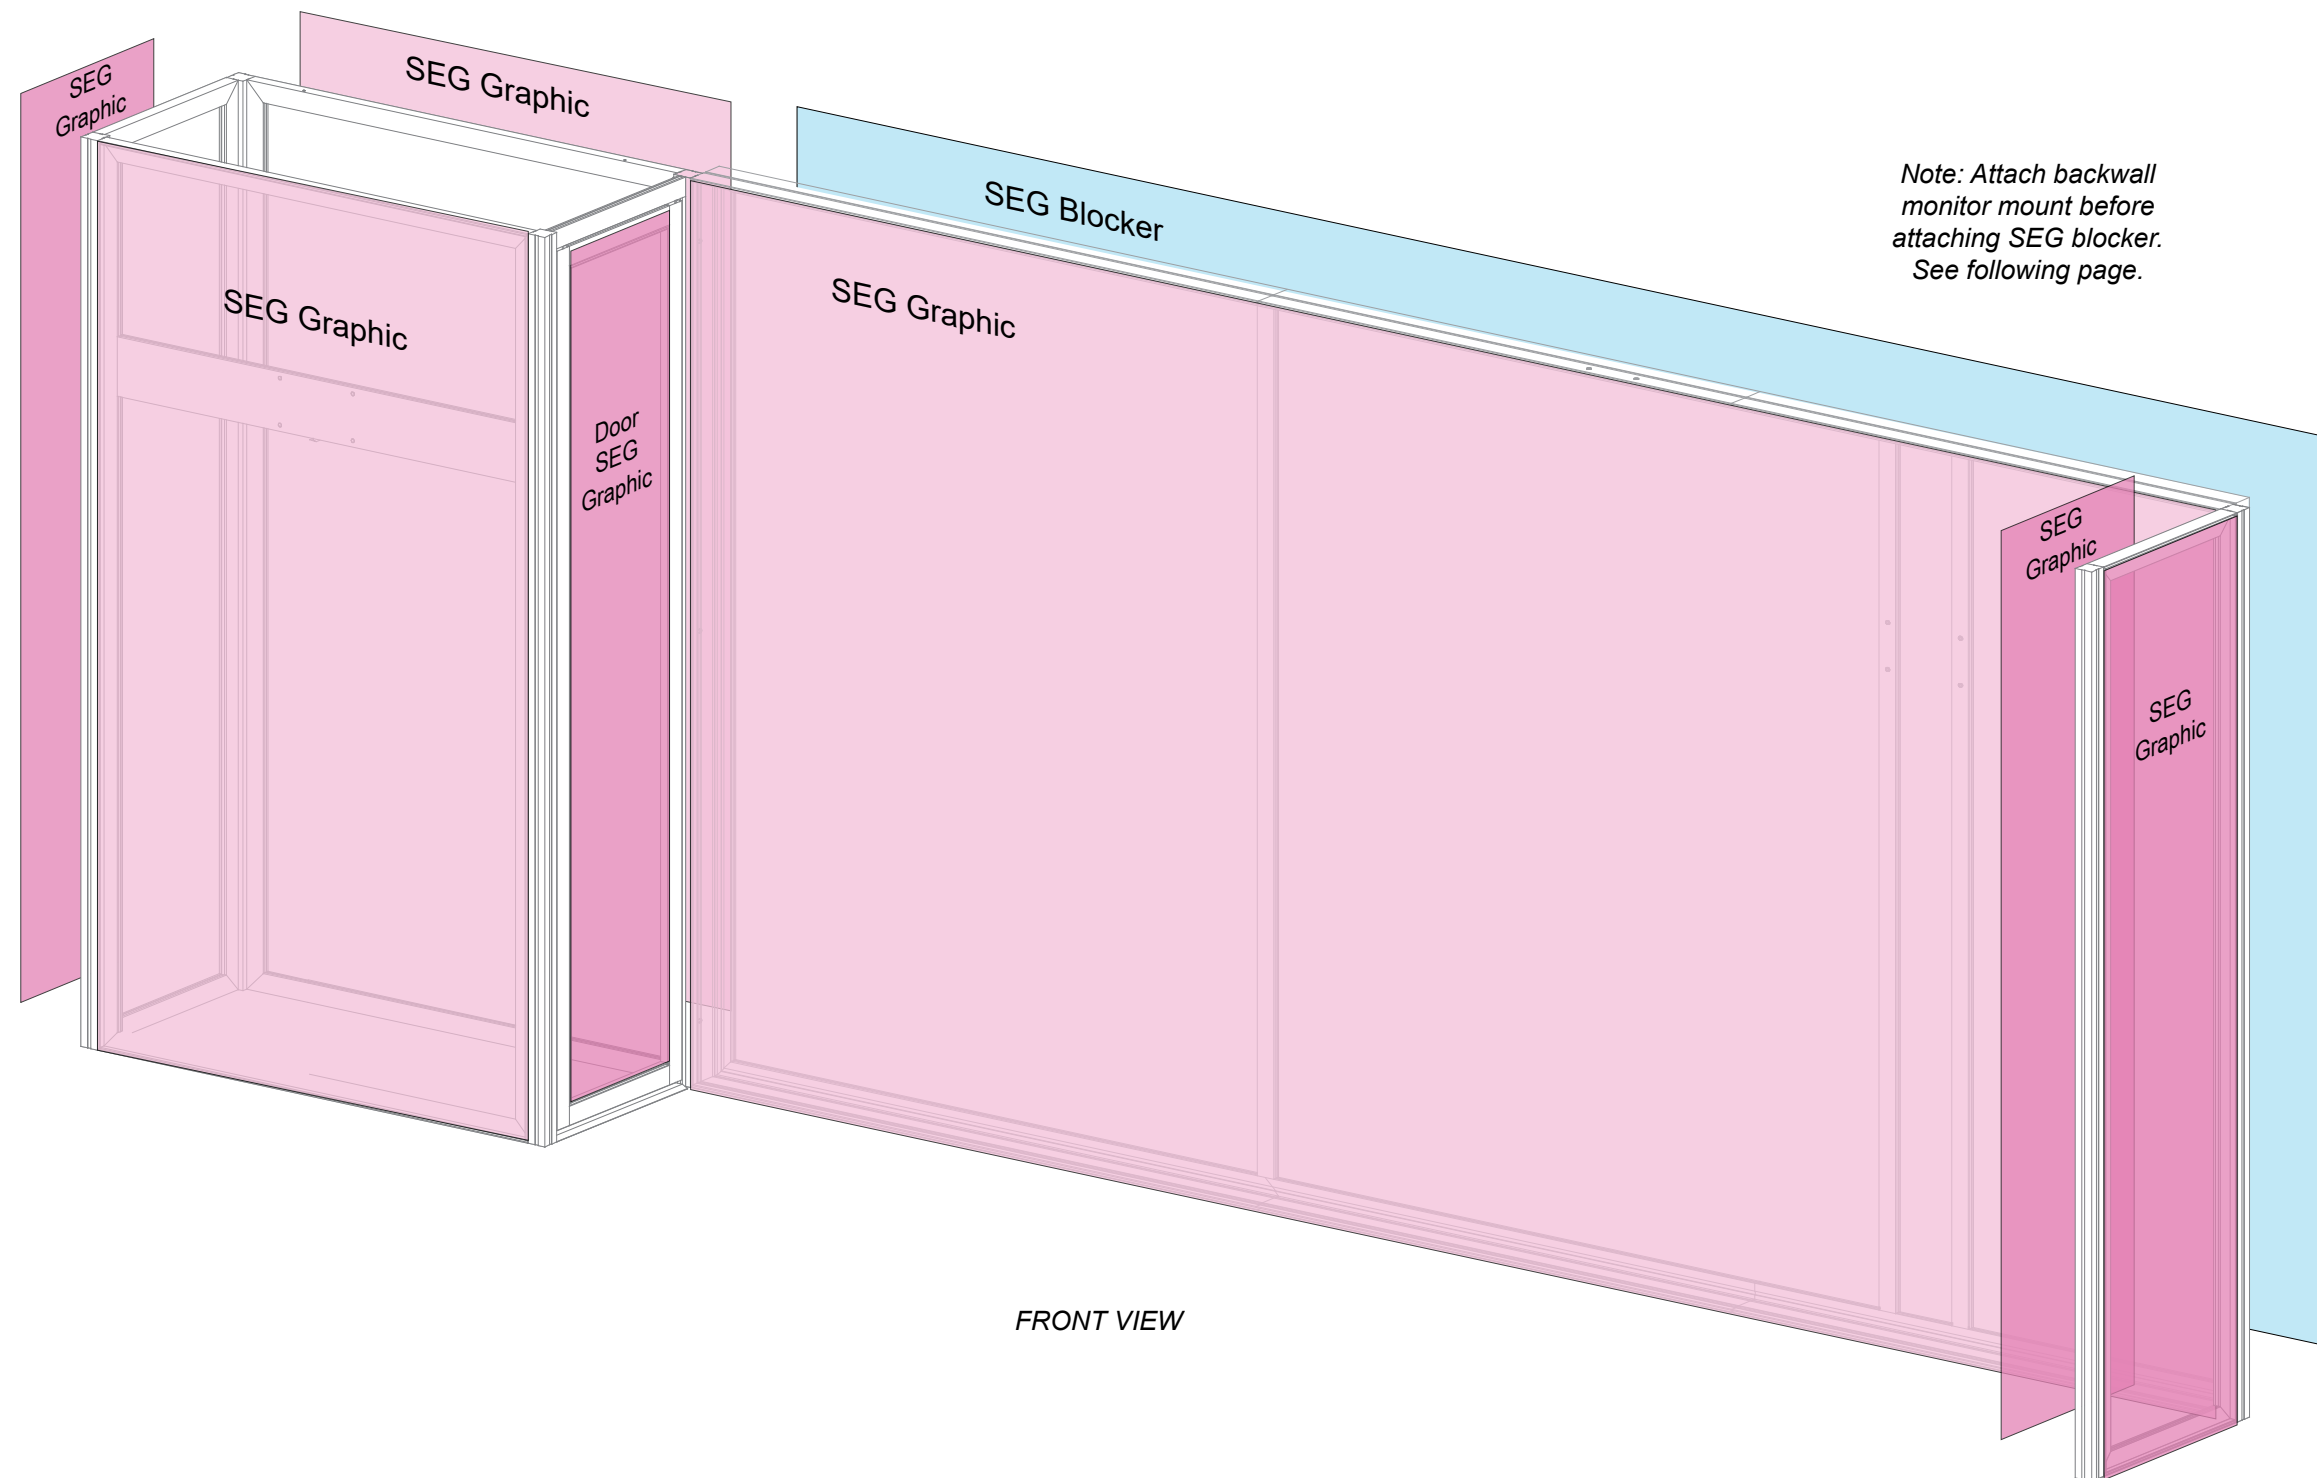 SEG
Graphic
SEG Graphic
SEG Blocker
Note: Attach backwall
monitor mount before
attaching SEG blocker.
See following page.
SEG Graphic
SEG Graphic
Door
SEG
Graphic
SEG
Graphic
SEG
Graphic
FRONT VIEW